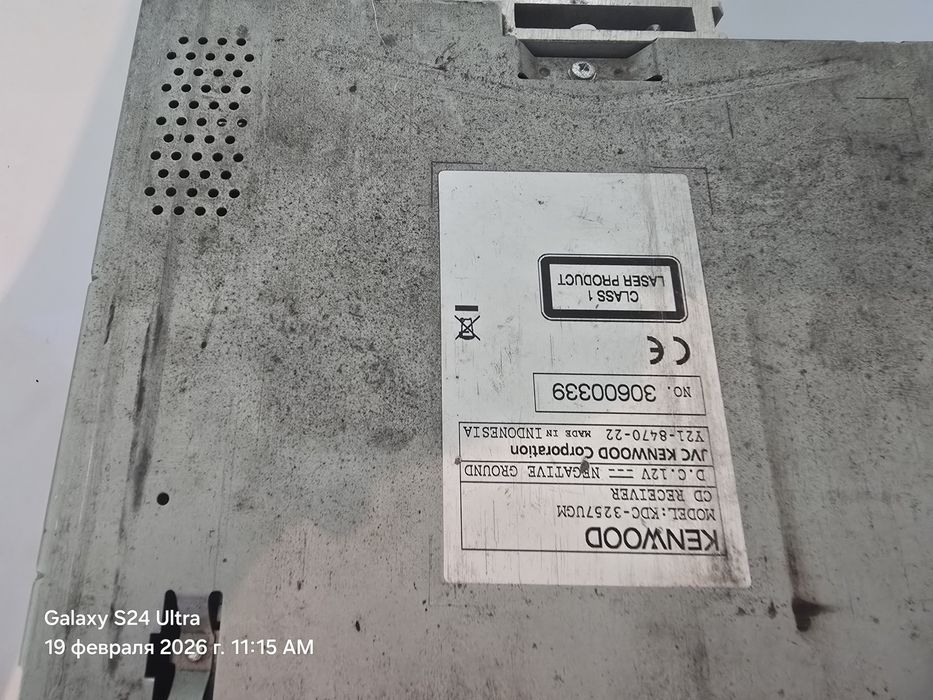 KENWOOD
MODEL:KDC-3257UGM
CD RECEIVER
D.C.12V NEGATIVE GROUND
JVC KENWOOD Corporation
Y21-8470-22 MADE IN INDONESIA
NO. 30600339
CE
CLASS 1
LASER PRODUCT
Galaxy S24 Ultra
19 февраля 2026 г. 11:15 AM